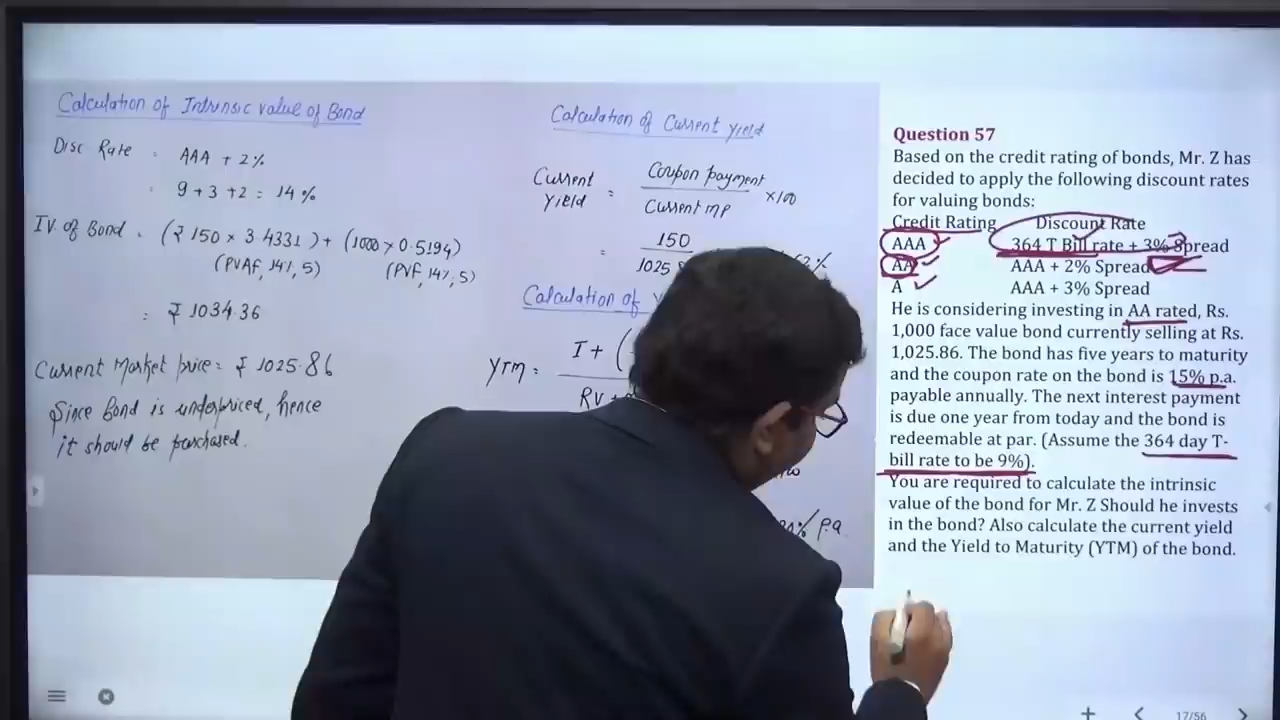 Calculation of Intrinsic value of Bond
Disc Rate = AAA + 2%
= 9 + 3 + 2 = 14%
IV. of Bond = (₹ 150 × 3.4331) + (1000 × 0.5194)
(PVAF, 14%, 5) (PVF, 14%, 5)
= ₹ 1034.36
Current Market price = ₹ 1025.86
Since Bond is underpriced, hence
it should be purchased.
Calculation of Current yield
Current yield = Coupon payment / Current mp × 100
= 150 / 1025
Calculation of
YTM = I + (
RV +
% p.a.
Question 57
Based on the credit rating of bonds, Mr. Z has
decided to apply the following discount rates
for valuing bonds:
Credit Rating Discount Rate
AAA 364 T Bill rate + 3% Spread
AA AAA + 2% Spread
A AAA + 3% Spread
He is considering investing in AA rated, Rs.
1,000 face value bond currently selling at Rs.
1,025.86. The bond has five years to maturity
and the coupon rate on the bond is 15% p.a.
payable annually. The next interest payment
is due one year from today and the bond is
redeemable at par. (Assume the 364 day T-
bill rate to be 9%).
You are required to calculate the intrinsic
value of the bond for Mr. Z Should he invests
in the bond? Also calculate the current yield
and the Yield to Maturity (YTM) of the bond.
17/56